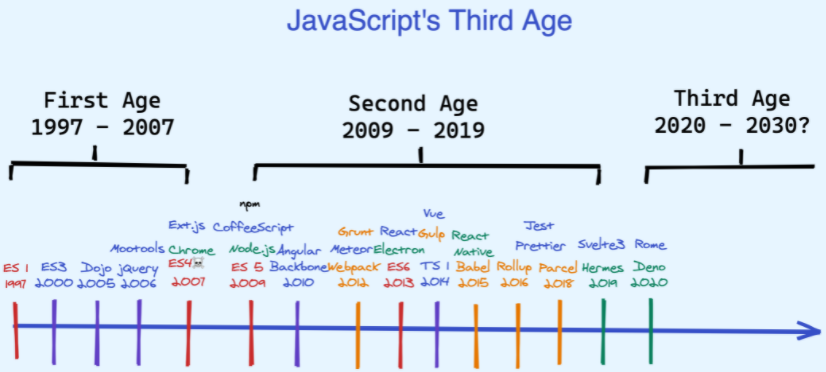 JavaScript's Third Age
First Age
1997 - 2007
Second Age
2009 - 2019
Third Age
2020 - 2030?
ES 1
1997
ES3
2000
Dojo
2005
Mootools
jQuery
2006
Ext.js
Chrome
ES4☠️
2007
npm
CoffeeScript
Node.js
ES 5
2009
Angular
Backbone
2010
Grunt
Meteor
Webpack
2012
React
Electron
ES6
2013
Vue
Gulp
TS 1
2014
React
Native
Babel
2015
Rollup
2016
Jest
Prettier
Parcel
2018
Svelte3
Hermes
2019
Rome
Deno
2020